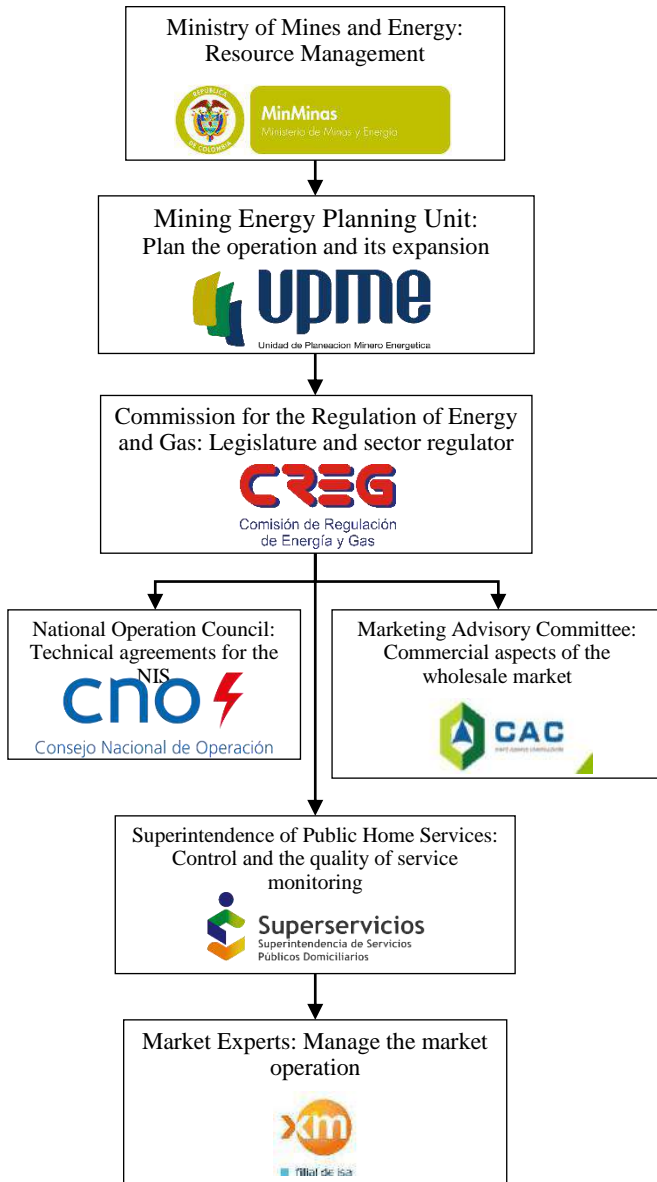 Ministry of Mines and Energy:
Resource Management
REPÚBLICA
DE COLOMBIA
MinMinas
Ministerio de Minas y Energía
Mining Energy Planning Unit:
Plan the operation and its expansion
upme
Unidad de Planeacion Minero Energetica
Commission for the Regulation of Energy
and Gas: Legislature and sector regulator
CREG
Comisión de Regulación
de Energía y Gas
National Operation Council:
Technical agreements for the
NIS
cno
Consejo Nacional de Operación
Marketing Advisory Committee:
Commercial aspects of the
wholesale market
CAC
Superintendence of Public Home Services:
Control and the quality of service
monitoring
Superservicios
Superintendencia de Servicios
Públicos Domiciliarios
Market Experts: Manage the market
operation
xm
filial de isa